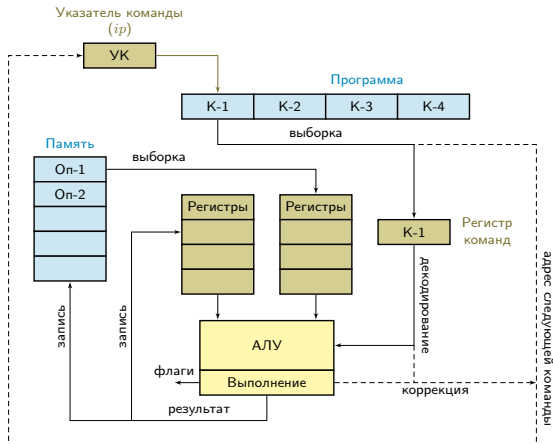 Указатель команды
(ip)
УК
Программа
К-1
К-2
К-3
К-4
выборка
Память
выборка
Оп-1
Оп-2
Регистры
Регистры
К-1
Регистр
команд
декодирование
адрес следующей команды
запись
запись
АЛУ
флаги
Выполнение
коррекция
результат